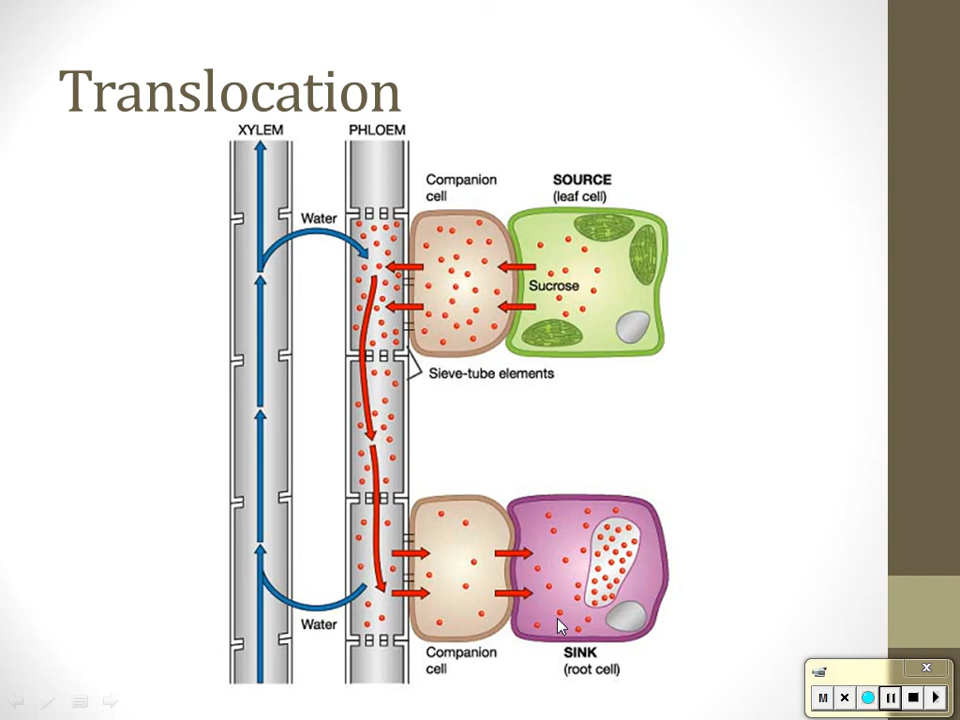 Translocation
XYLEM
PHLOEM
Companion
cell
SOURCE
(leaf cell)
Water
Sucrose
Sieve-tube elements
Water
Companion
cell
SINK
(root cell)
M